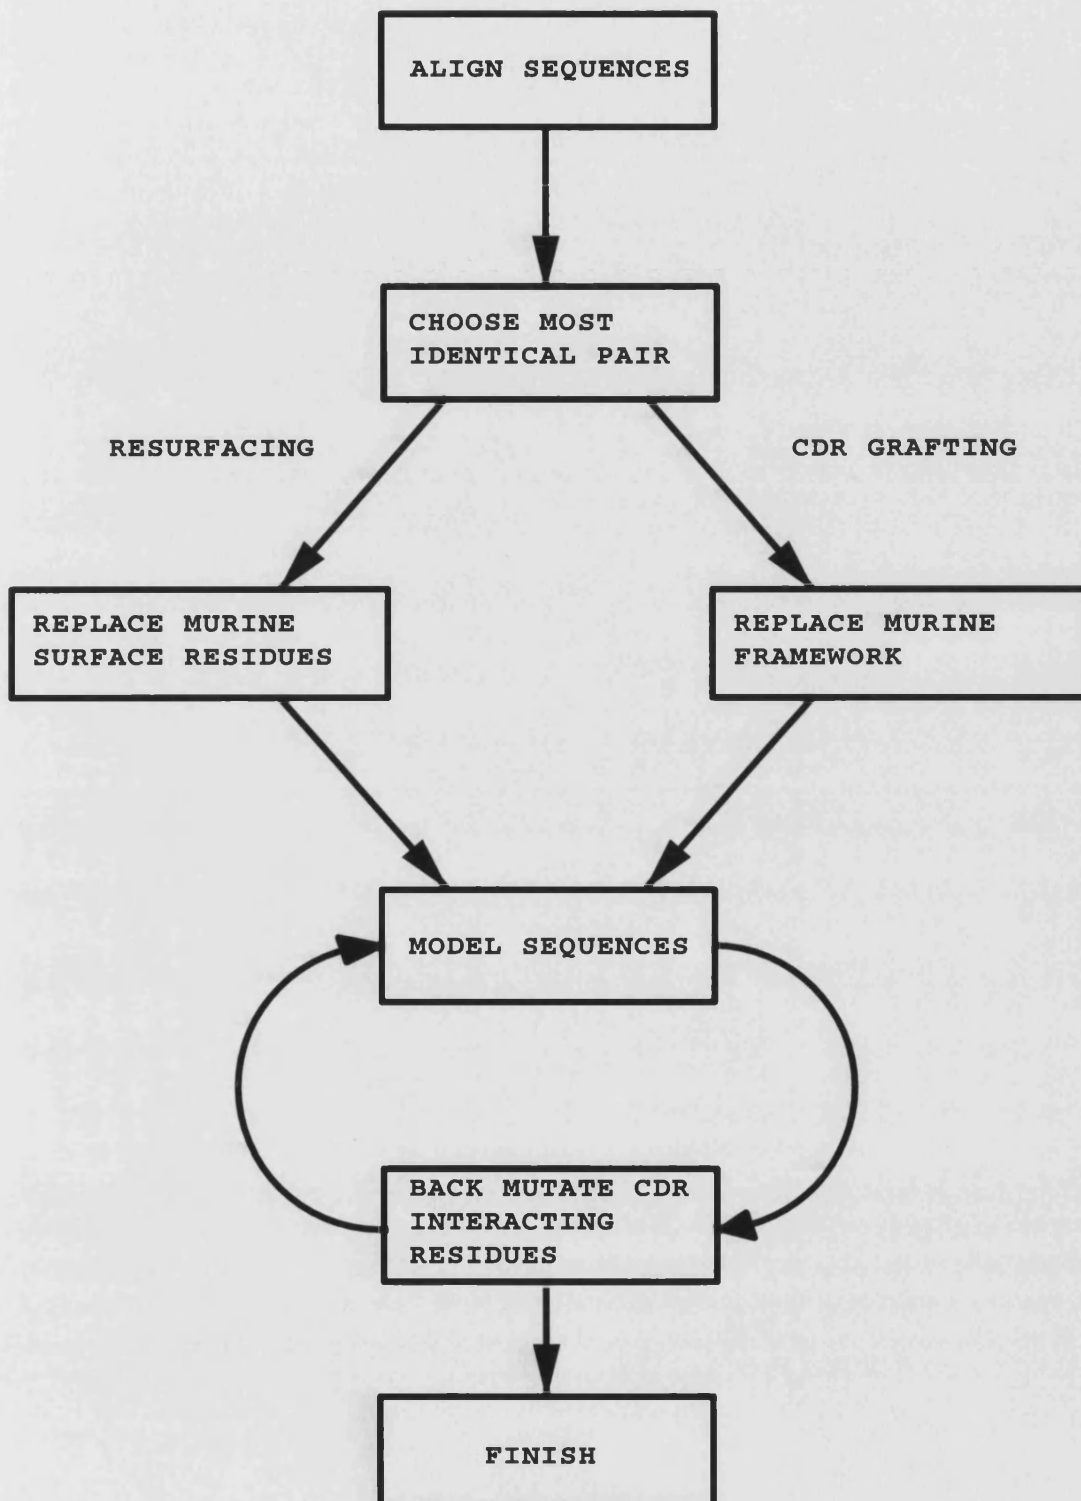 ALIGN SEQUENCES
CHOOSE MOST
IDENTICAL PAIR
RESURFACING
CDR GRAFTING
REPLACE MURINE
SURFACE RESIDUES
REPLACE MURINE
FRAMEWORK
MODEL SEQUENCES
BACK MUTATE CDR
INTERACTING
RESIDUES
FINISH